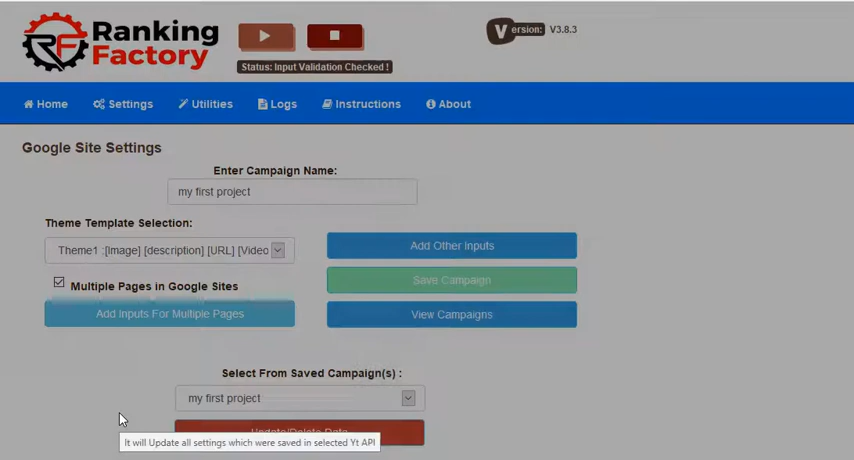 Ranking
Factory
Status: Input Validation Checked !
Version: V3.8.3
Home Settings Utilities Logs Instructions About
Google Site Settings
Enter Campaign Name:
my first project
Theme Template Selection:
Theme1 :[Image] [description] [URL] [Video
Add Other Inputs
Multiple Pages in Google Sites
Save Campaign
Add Inputs For Multiple Pages
View Campaigns
Select From Saved Campaign(s) :
my first project
Update/Delete Data
It will Update all settings which were saved in selected Yt API